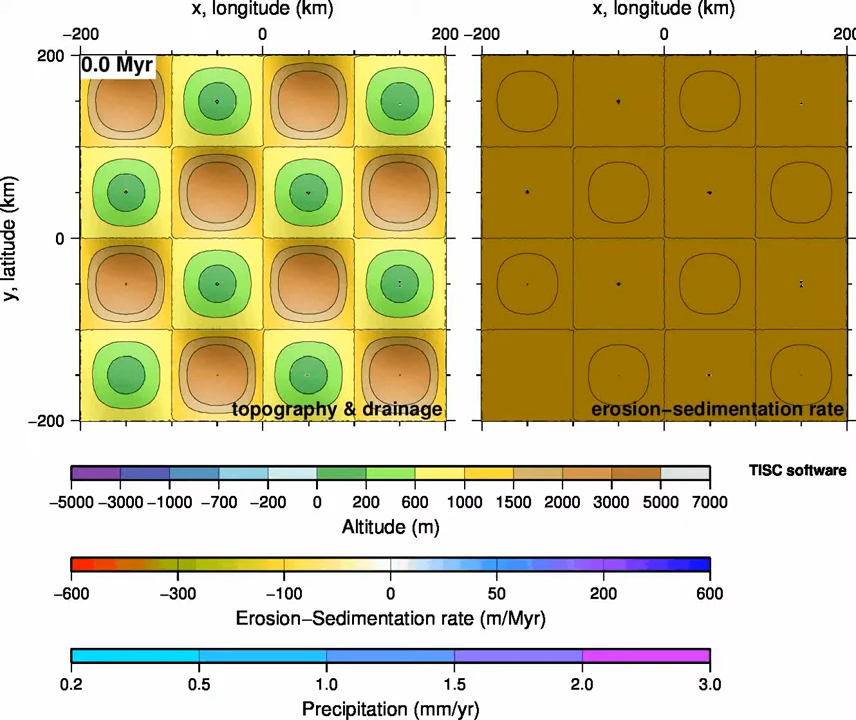 x, longitude (km) x, longitude (km)
−200 0 200 −200 0 200
200
0.0 Myr
y, latitude (km)
0
−200
topography & drainage erosion−sedimentation rate
TISC software
−5000 −3000 −1000 −700 −200 0 200 600 1000 1500 2000 3000 5000 7000
Altitude (m)
−600 −300 −100 0 50 200 600
Erosion−Sedimentation rate (m/Myr)
0.2 0.5 1.0 1.5 2.0 3.0
Precipitation (mm/yr)